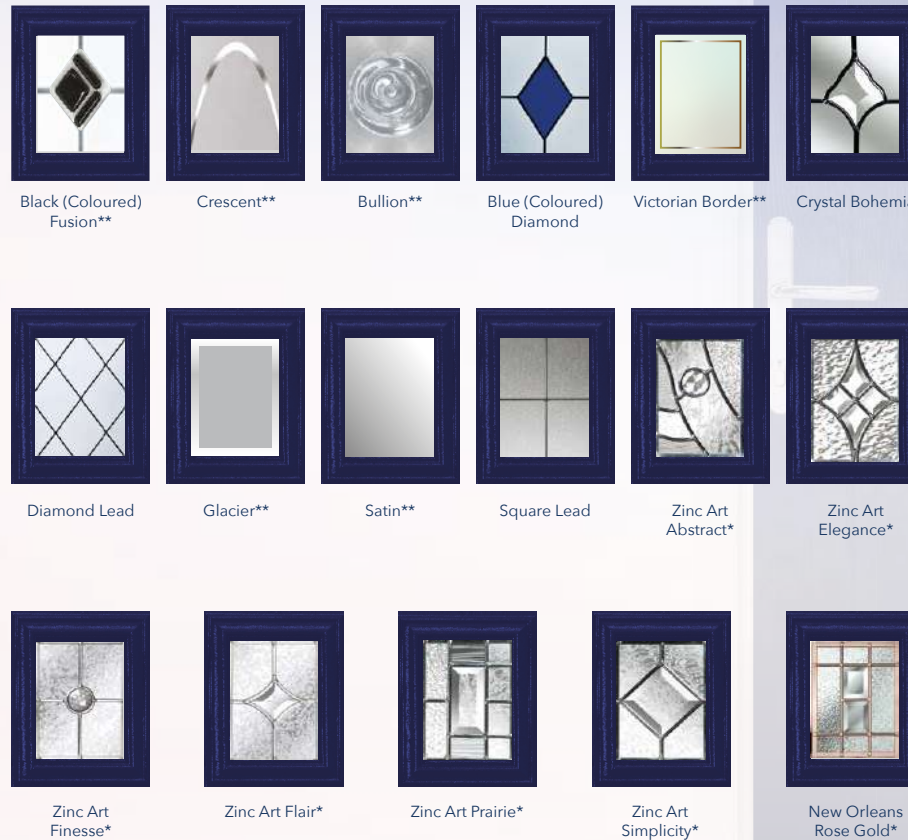 Black (Coloured)
Fusion**
Crescent**
Bullion**
Blue (Coloured)
Diamond
Victorian Border**
Crystal Bohemia
Diamond Lead
Glacier**
Satin**
Square Lead
Zinc Art
Abstract*
Zinc Art
Elegance*
Zinc Art
Finesse*
Zinc Art Flair*
Zinc Art Prairie*
Zinc Art
Simplicity*
New Orleans
Rose Gold*